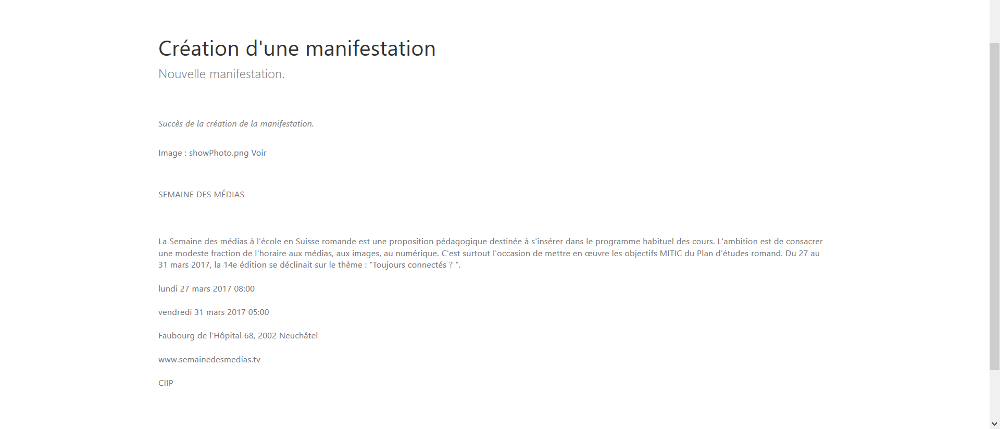 Création d'une manifestation
Nouvelle manifestation.
Succès de la création de la manifestation.
Image : showPhoto.png Voir
SEMAINE DES MÉDIAS
La Semaine des médias à l'école en Suisse romande est une proposition pédagogique destinée à s'insérer dans le programme habituel des cours. L'ambition est de consacrer
une modeste fraction de l'horaire aux médias, aux images, au numérique. C'est surtout l'occasion de mettre en œuvre les objectifs MITIC du Plan d'études romand. Du 27 au
31 mars 2017, la 14e édition se déclinait sur le thème : "Toujours connectés ? ".
lundi 27 mars 2017 08:00
vendredi 31 mars 2017 05:00
Faubourg de l'Hôpital 68, 2002 Neuchâtel
www.semainedesmedias.tv
CIIP